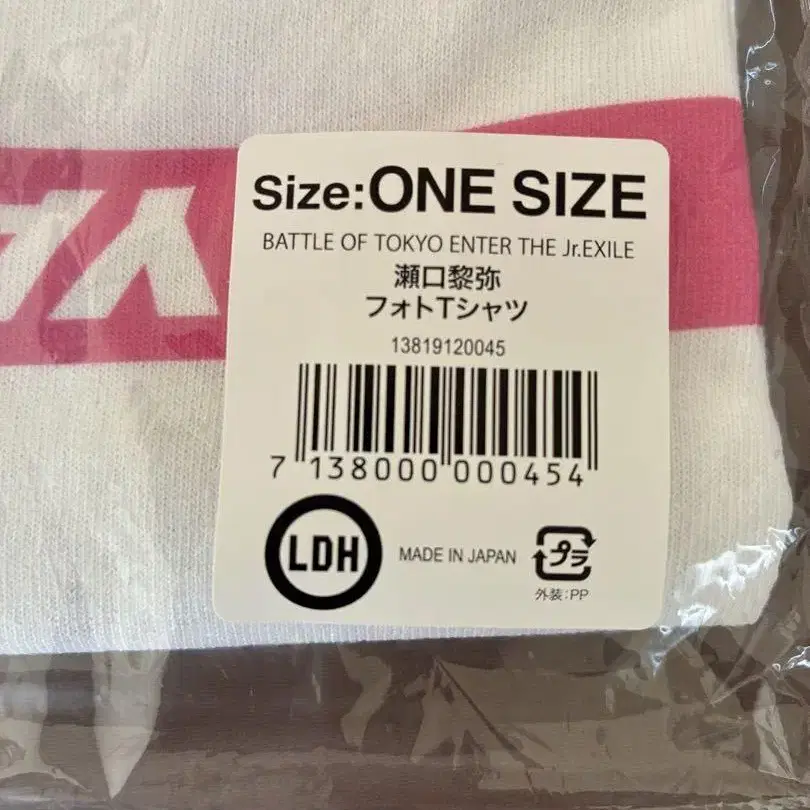 Size:ONE SIZE
BATTLE OF TOKYO ENTER THE Jr.EXILE
瀬口黎弥
フォトTシャツ
13819120045
7 138000 000454
LDH
MADE IN JAPAN
プラ
外装:PP